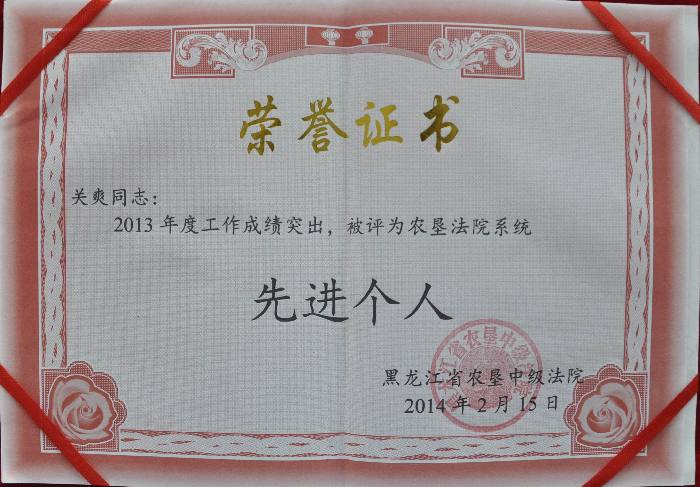 荣誉证书
关爽同志：
2013年度工作成绩突出，被评为农垦法院系统
先进个人
黑龙江省农垦中级法院
2014年2月15日